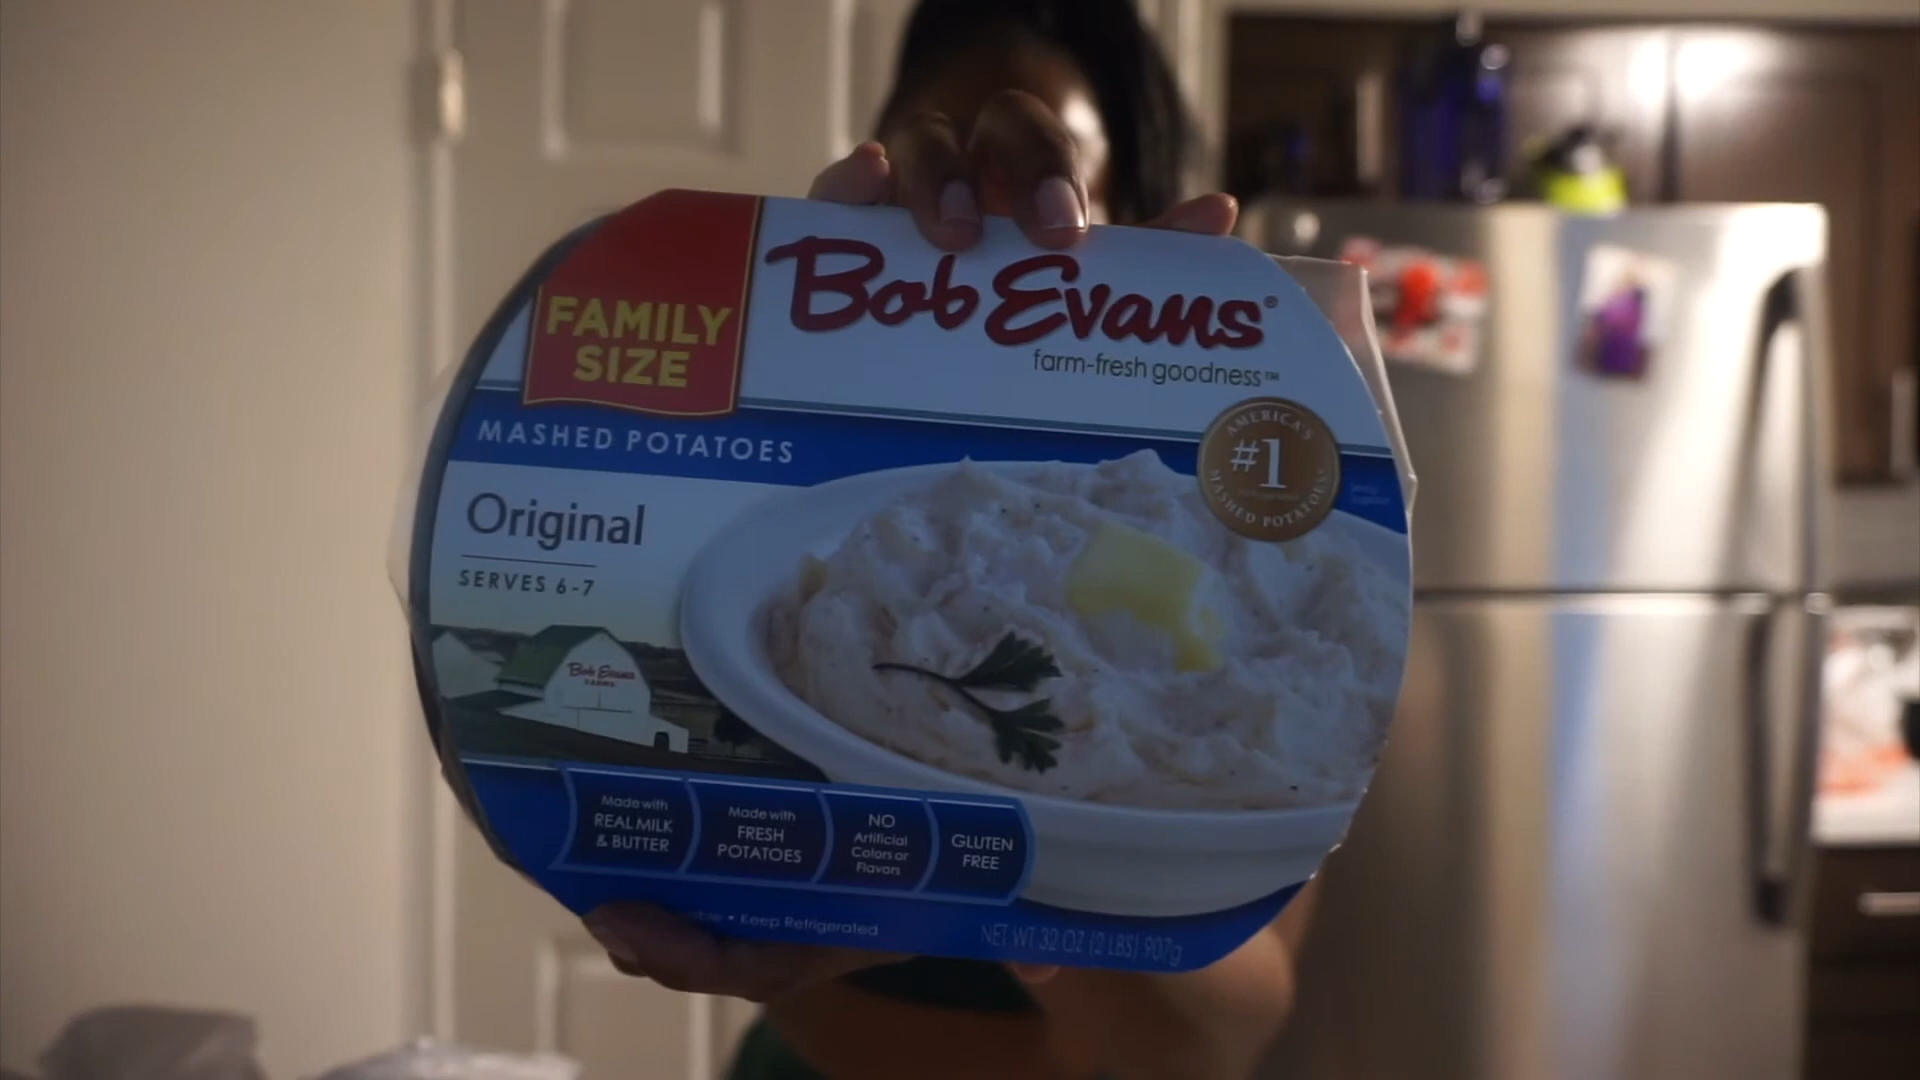 FAMILY
SIZE
Bob Evans®
farm-fresh goodness™
MASHED POTATOES
AMERICA'S
#1
MASHED POTATOES
Original
SERVES 6-7
Bob Evans
FARMS
Made with
REAL MILK
& BUTTER
Made with
FRESH
POTATOES
NO
Artificial
Colors or
Flavors
GLUTEN
FREE
• Keep Refrigerated
NET WT 32 OZ (2 LBS) 907g